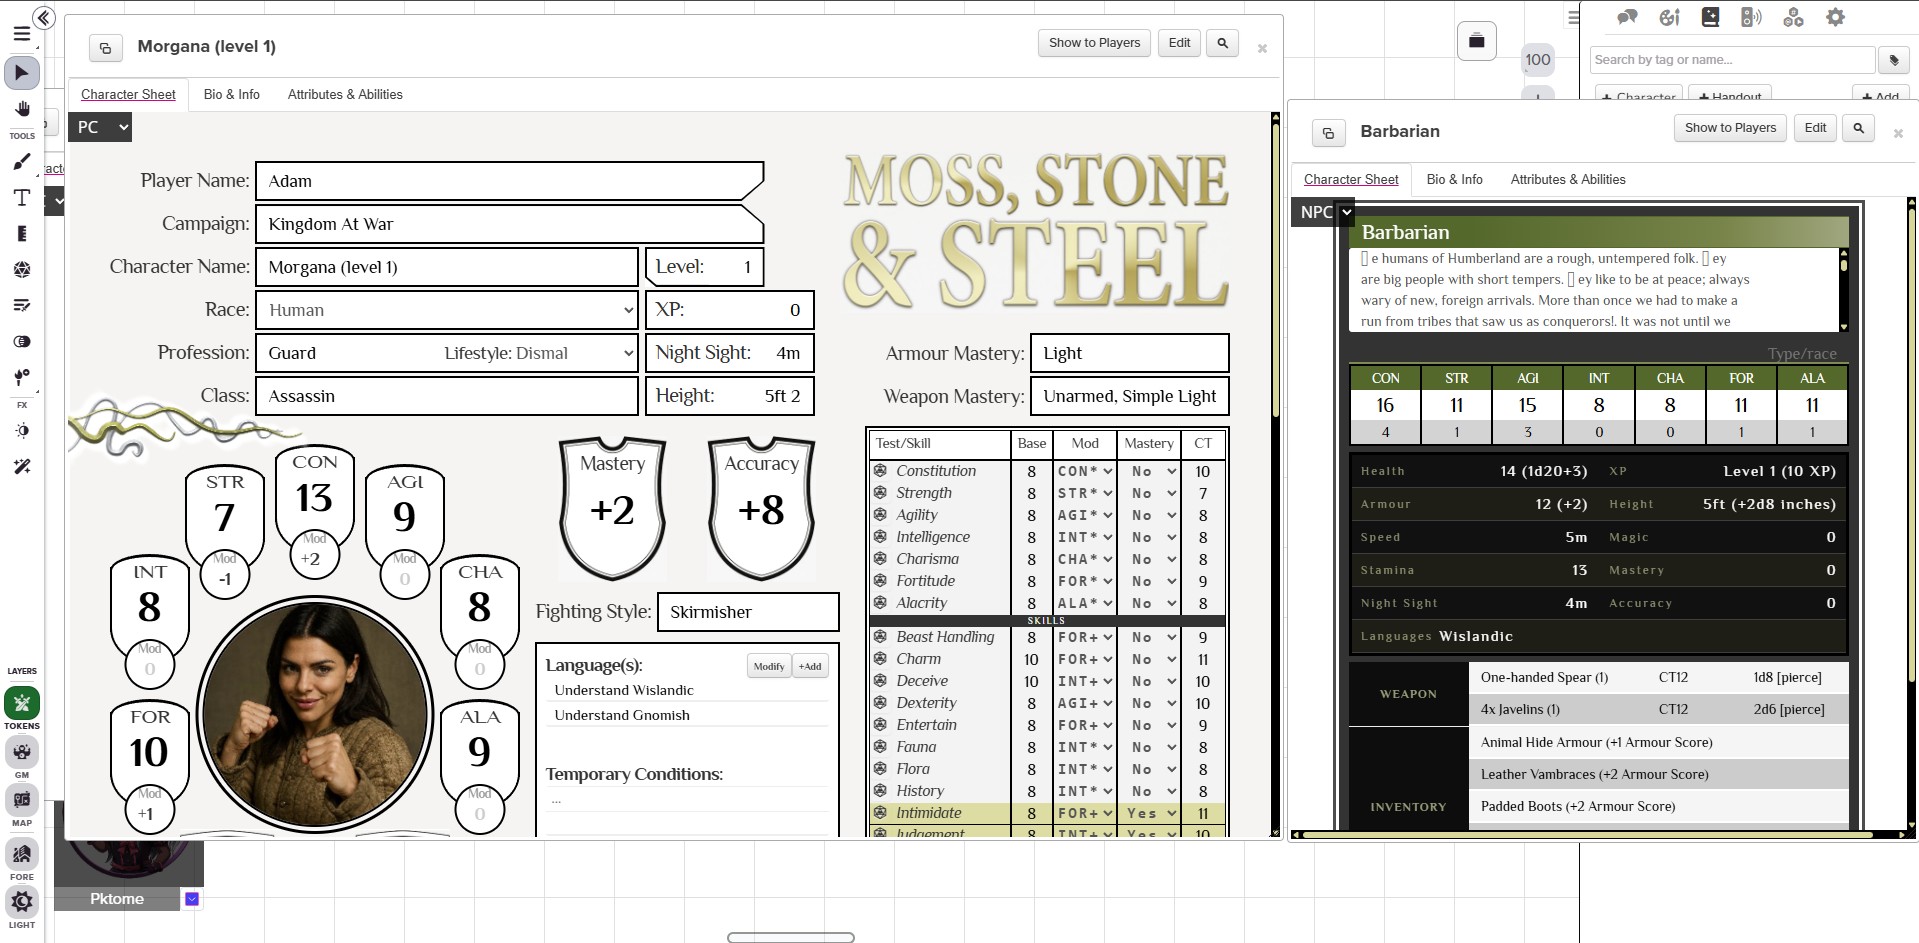 Morgana (level 1)
Show to Players
Edit
Character Sheet
Bio & Info
Attributes & Abilities
PC
Player Name:
Adam
Campaign:
Kingdom At War
Character Name:
Morgana (level 1)
Level:
1
Race:
Human
XP:
0
Profession:
Guard
Lifestyle: Dismal
Night Sight:
4m
Class:
Assassin
Height:
5ft 2
MOSS, STONE
& STEEL
Armour Mastery:
Light
Weapon Mastery:
Unarmed, Simple Light
STR
7
Mod
-1
CON
13
Mod
+2
AGI
9
Mod
0
INT
8
Mod
0
CHA
8
Mod
0
FOR
10
Mod
+1
ALA
9
Mod
0
Mastery
+2
Accuracy
+8
Fighting Style:
Skirmisher
Language(s):
Modify
+Add
Understand Wislandic
Understand Gnomish
Temporary Conditions:
...
Test/Skill Base Mod Mastery CT
Constitution 8 CON* No 10
Strength 8 STR* No 7
Agility 8 AGI* No 8
Intelligence 8 INT* No 8
Charisma 8 CHA* No 8
Fortitude 8 FOR* No 9
Alacrity 8 ALA* No 8
SKILLS
Beast Handling 8 FOR+ No 9
Charm 10 FOR+ No 11
Deceive 10 INT+ No 10
Dexterity 8 AGI+ No 10
Entertain 8 FOR+ No 9
Fauna 8 INT* No 8
Flora 8 INT* No 8
History 8 INT* No 8
Intimidate 8 FOR+ Yes 11
Judgement 8 INT+ Yes 10
TOOLS
FX
LAYERS
TOKENS
GM
MAP
FORE
LIGHT
Pktome
100
Search by tag or name...
+ Character
+ Handout
+ Add
Barbarian
Show to Players
Edit
Character Sheet
Bio & Info
Attributes & Abilities
NPC
Barbarian
e humans of Humberland are a rough, untempered folk. ey
are big people with short tempers. ey like to be at peace; always
wary of new, foreign arrivals. More than once we had to make a
run from tribes that saw us as conquerors!. It was not until we
Type/race
CON STR AGI INT CHA FOR ALA
16 11 15 8 8 11 11
4 1 3 0 0 1 1
Health 14 (1d20+3) XP Level 1 (10 XP)
Armour 12 (+2) Height 5ft (+2d8 inches)
Speed 5m Magic 0
Stamina 13 Mastery 0
Night Sight 4m Accuracy 0
Languages Wislandic
WEAPON
One-handed Spear (1) CT12 1d8 [pierce]
4x Javelins (1) CT12 2d6 [pierce]
INVENTORY
Animal Hide Armour (+1 Armour Score)
Leather Vambraces (+2 Armour Score)
Padded Boots (+2 Armour Score)